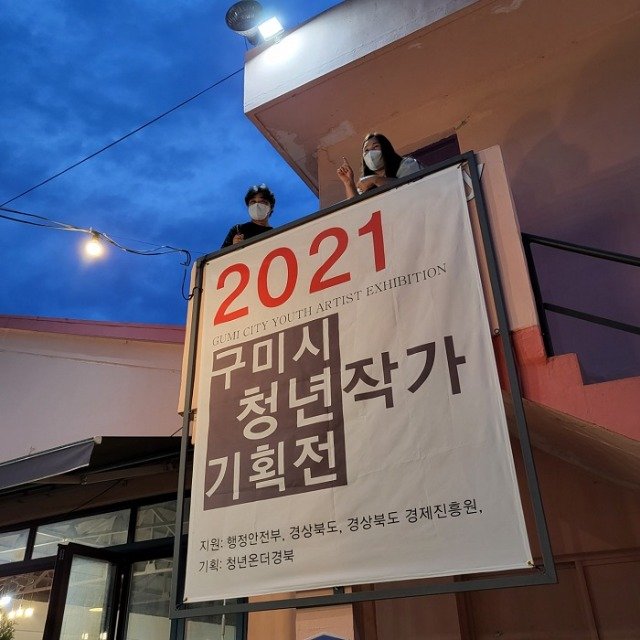 2021
GUMI CITY YOUTH ARTIST EXHIBITION
구미시
청년작가
기획전
지원: 행정안전부, 경상북도, 경상북도 경제진흥원,
기획: 청년온더경북